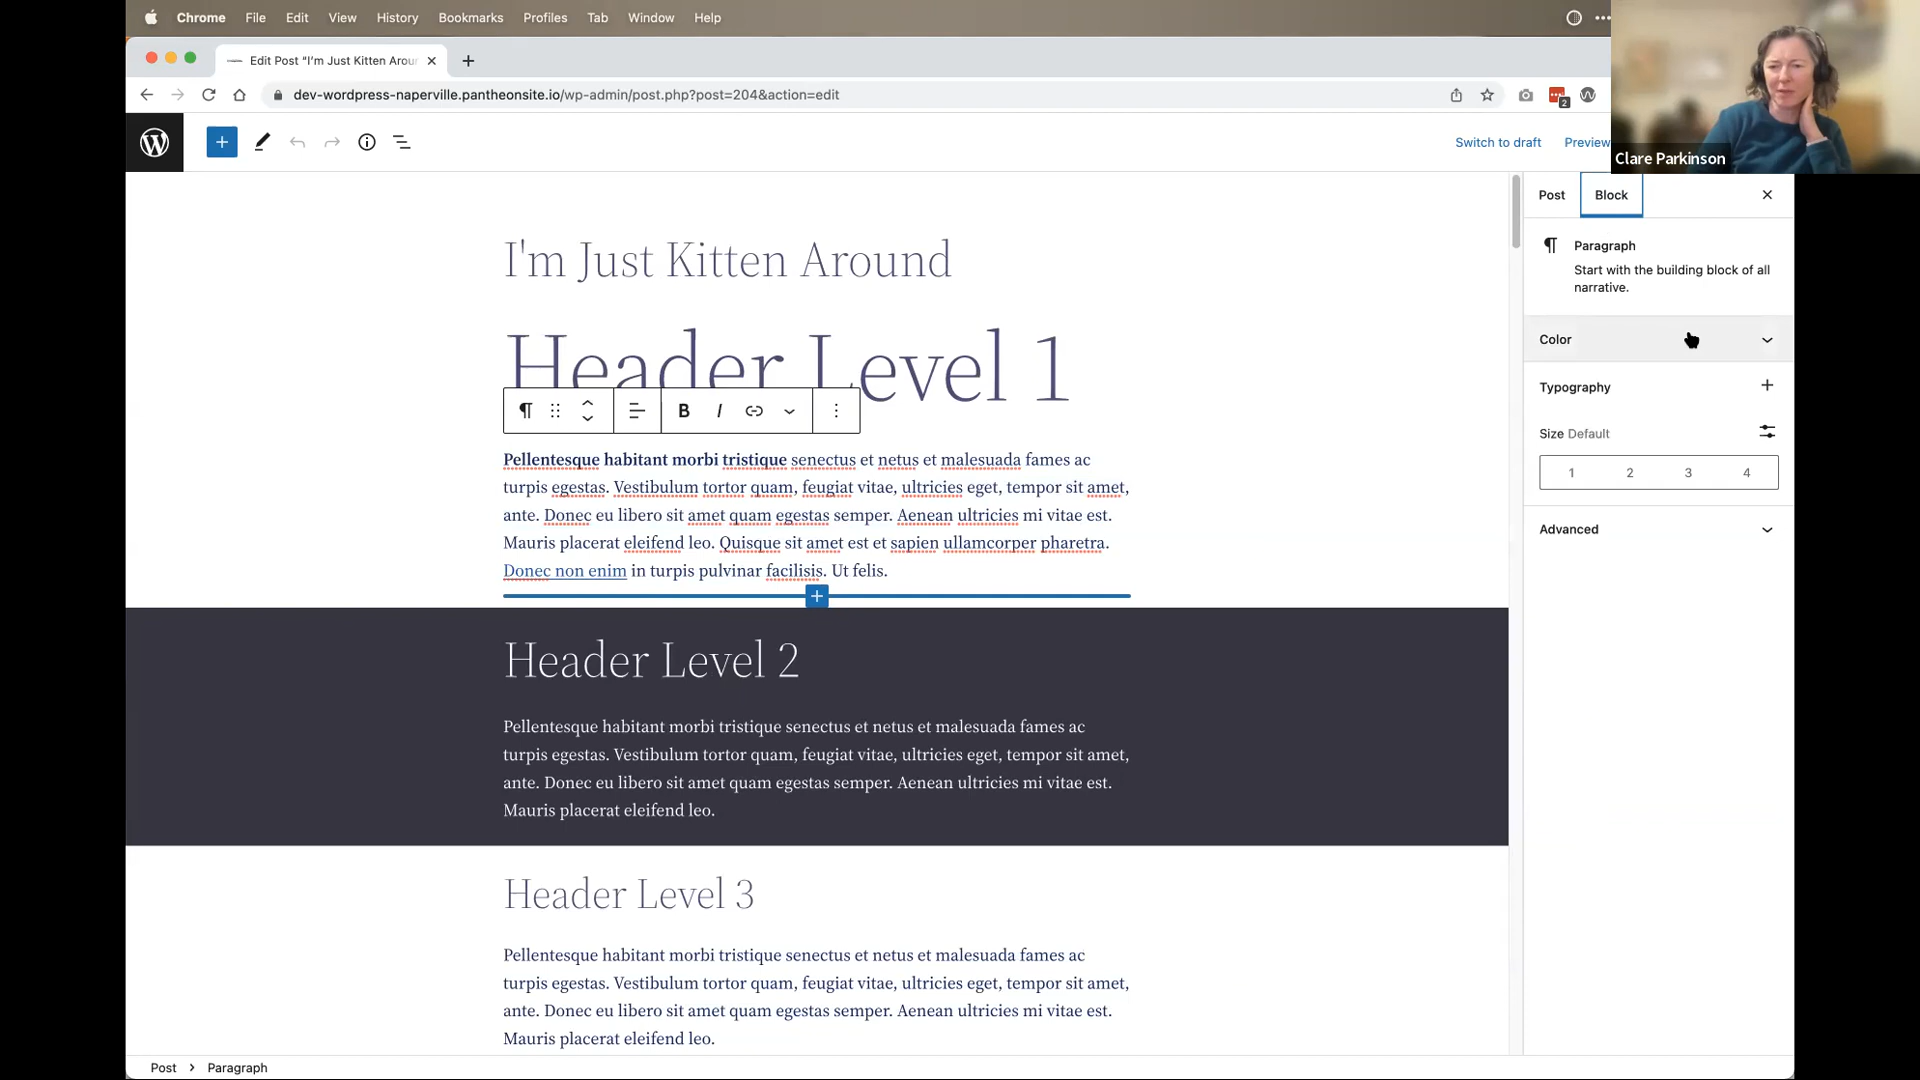 Chrome File Edit View History Bookmarks Profiles Tab Window Help
Edit Post “I’m Just Kitten Arou
dev-wordpress-naperville.pantheonsite.io/wp-admin/post.php?post=204&action=edit
2
Clare Parkinson
Switch to draft Preview
Post Block
Paragraph
Start with the building block of all
narrative.
Color
Typography
Size Default
1 2 3 4
Advanced
I'm Just Kitten Around
Header Level 1
B I
Pellentesque habitant morbi tristique senectus et netus et malesuada fames ac
turpis egestas. Vestibulum tortor quam, feugiat vitae, ultricies eget, tempor sit amet,
ante. Donec eu libero sit amet quam egestas semper. Aenean ultricies mi vitae est.
Mauris placerat eleifend leo. Quisque sit amet est et sapien ullamcorper pharetra.
Donec non enim in turpis pulvinar facilisis. Ut felis.
Header Level 2
Pellentesque habitant morbi tristique senectus et netus et malesuada fames ac
turpis egestas. Vestibulum tortor quam, feugiat vitae, ultricies eget, tempor sit amet,
ante. Donec eu libero sit amet quam egestas semper. Aenean ultricies mi vitae est.
Mauris placerat eleifend leo.
Header Level 3
Pellentesque habitant morbi tristique senectus et netus et malesuada fames ac
turpis egestas. Vestibulum tortor quam, feugiat vitae, ultricies eget, tempor sit amet,
ante. Donec eu libero sit amet quam egestas semper. Aenean ultricies mi vitae est.
Mauris placerat eleifend leo.
Post Paragraph